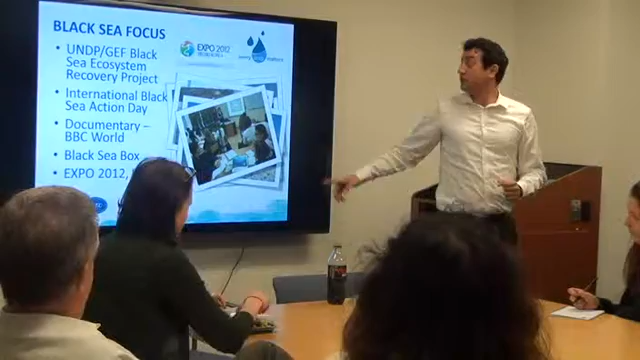 BLACK SEA FOCUS
• UNDP/GEF Black
Sea Ecosystem
Recovery Project
• International Black
Sea Action Day
• Documentary –
BBC World
• Black Sea Box
• EXPO 2012,
EXPO 2012